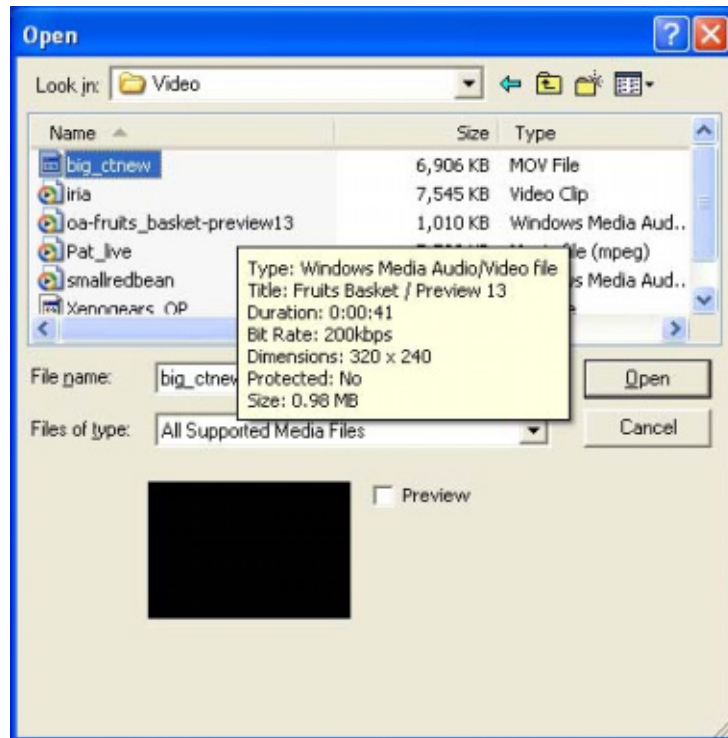 Open
Look in: Video
Name Size Type
big_ctnew 6,906 KB MOV File
iria 7,545 KB Video Clip
oa-fruits_basket-preview13 1,010 KB Windows Media Aud..
Pat_live file (mpeg)
smallredbean Media Aud..
Xenogears_OP
Type: Windows Media Audio/Video file
Title: Fruits Basket / Preview 13
Duration: 0:00:41
Bit Rate: 200kbps
Dimensions: 320 x 240
Protected: No
Size: 0.98 MB
File name: big_ctnew Open
Files of type: All Supported Media Files Cancel
Preview